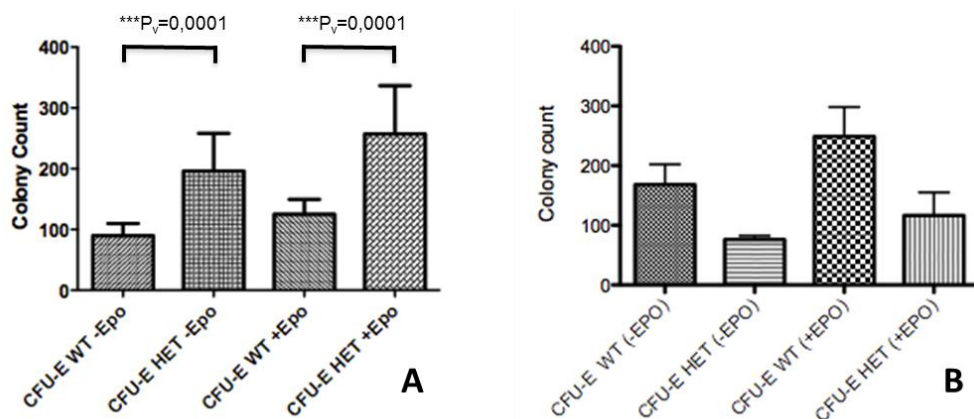 ***Pv=0,0001 ***Pv=0,0001
400
300
200
100
0
Colony Count
CFU-E WT -Epo
CFU-E HET -Epo
CFU-E WT +Epo
CFU-E HET +Epo
A
400
300
200
100
0
Colony count
CFU-E WT (-EPO)
CFU-E HET (-EPO)
CFU-E WT (+EPO)
CFU-E HET (+EPO)
B